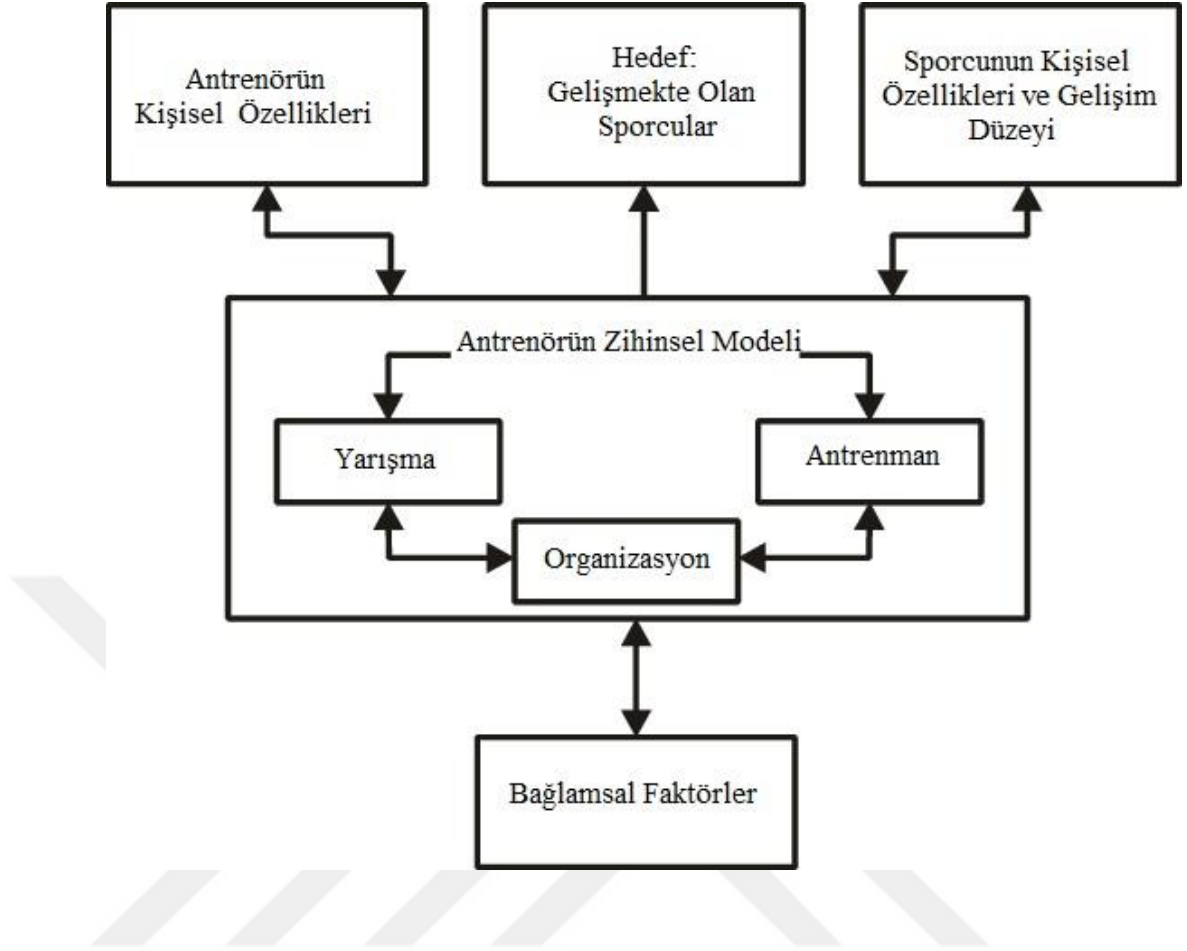 Antrenörün
Kişisel Özellikleri
Hedef:
Gelişmekte Olan
Sporcular
Sporcunun Kişisel
Özellikleri ve Gelişim
Düzeyi
Antrenörün Zihinsel Modeli
Yarışma
Antrenman
Organizasyon
Bağlamsal Faktörler